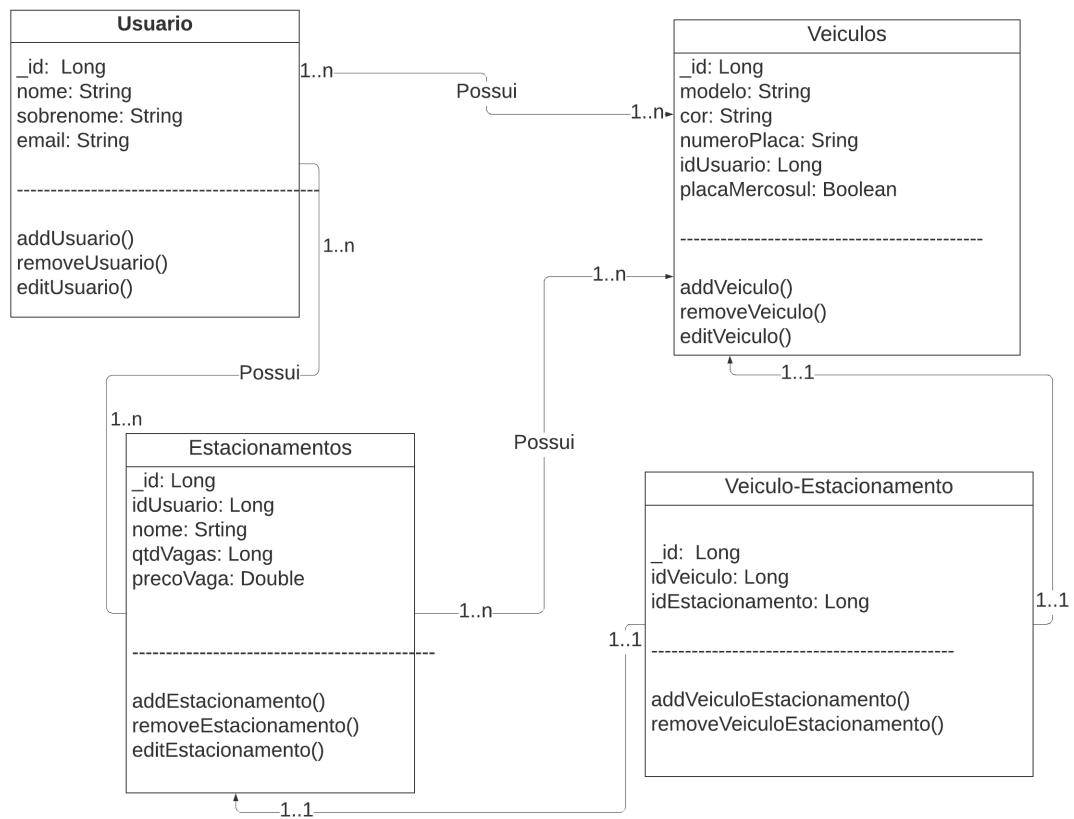 Usuario
_id:  Long
nome: String
sobrenome: String
email: String
----------------------------------------------
addUsuario()
removeUsuario()
editUsuario()
1..n
Possui
1..n
Veiculos
_id: Long
modelo: String
cor: String
numeroPlaca: Sring
idUsuario: Long
placaMercosul: Boolean
----------------------------------------------
addVeiculo()
removeVeiculo()
editVeiculo()
1..n
Possui
1..n
1..n
Possui
1..n
1..1
1..1
Estacionamentos
_id: Long
idUsuario: Long
nome: Srting
qtdVagas: Long
precoVaga: Double
----------------------------------------------
addEstacionamento()
removeEstacionamento()
editEstacionamento()
Veiculo-Estacionamento
_id:  Long
idVeiculo: Long
idEstacionamento: Long
----------------------------------------------
addVeiculoEstacionamento()
removeVeiculoEstacionamento()
1..1
1..1